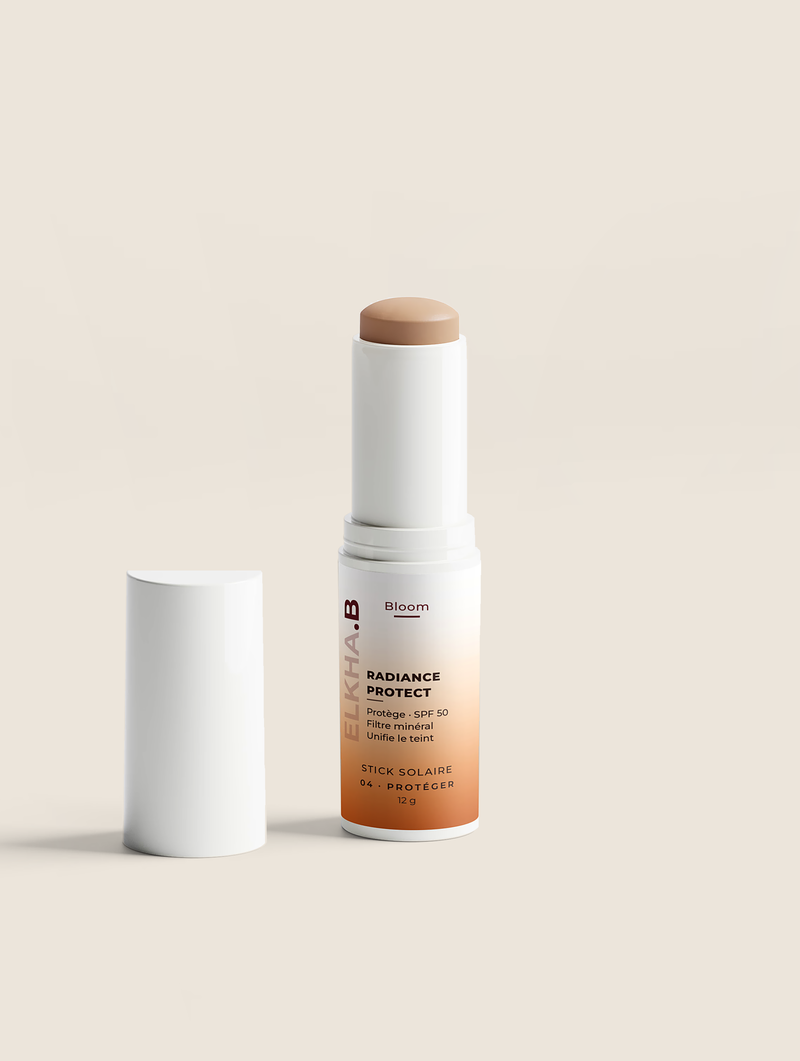 Bloom
ELKHA.B
RADIANCE
PROTECT
Protège · SPF 50
Filtre minéral
Unifie le teint
STICK SOLAIRE
04 · PROTÉGER
12 g